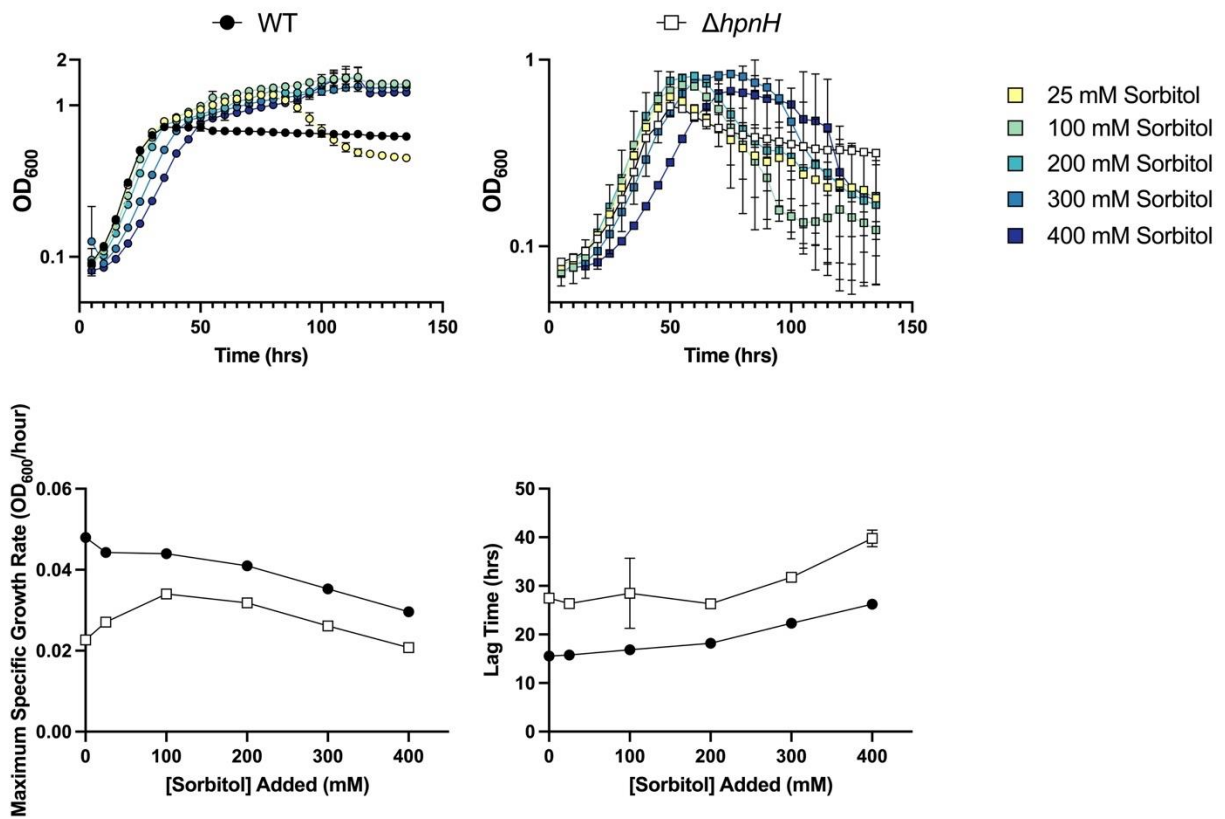 WT
ΔhpnH
2
1
0.1
OD600
0
50
100
150
Time (hrs)
1
0.1
OD600
0
50
100
150
Time (hrs)
25 mM Sorbitol
100 mM Sorbitol
200 mM Sorbitol
300 mM Sorbitol
400 mM Sorbitol
Maximum Specific Growth Rate (OD600/hour)
0.06
0.04
0.02
0.00
0
100
200
300
400
[Sorbitol] Added (mM)
Lag Time (hrs)
50
40
30
20
10
0
0
100
200
300
400
[Sorbitol] Added (mM)